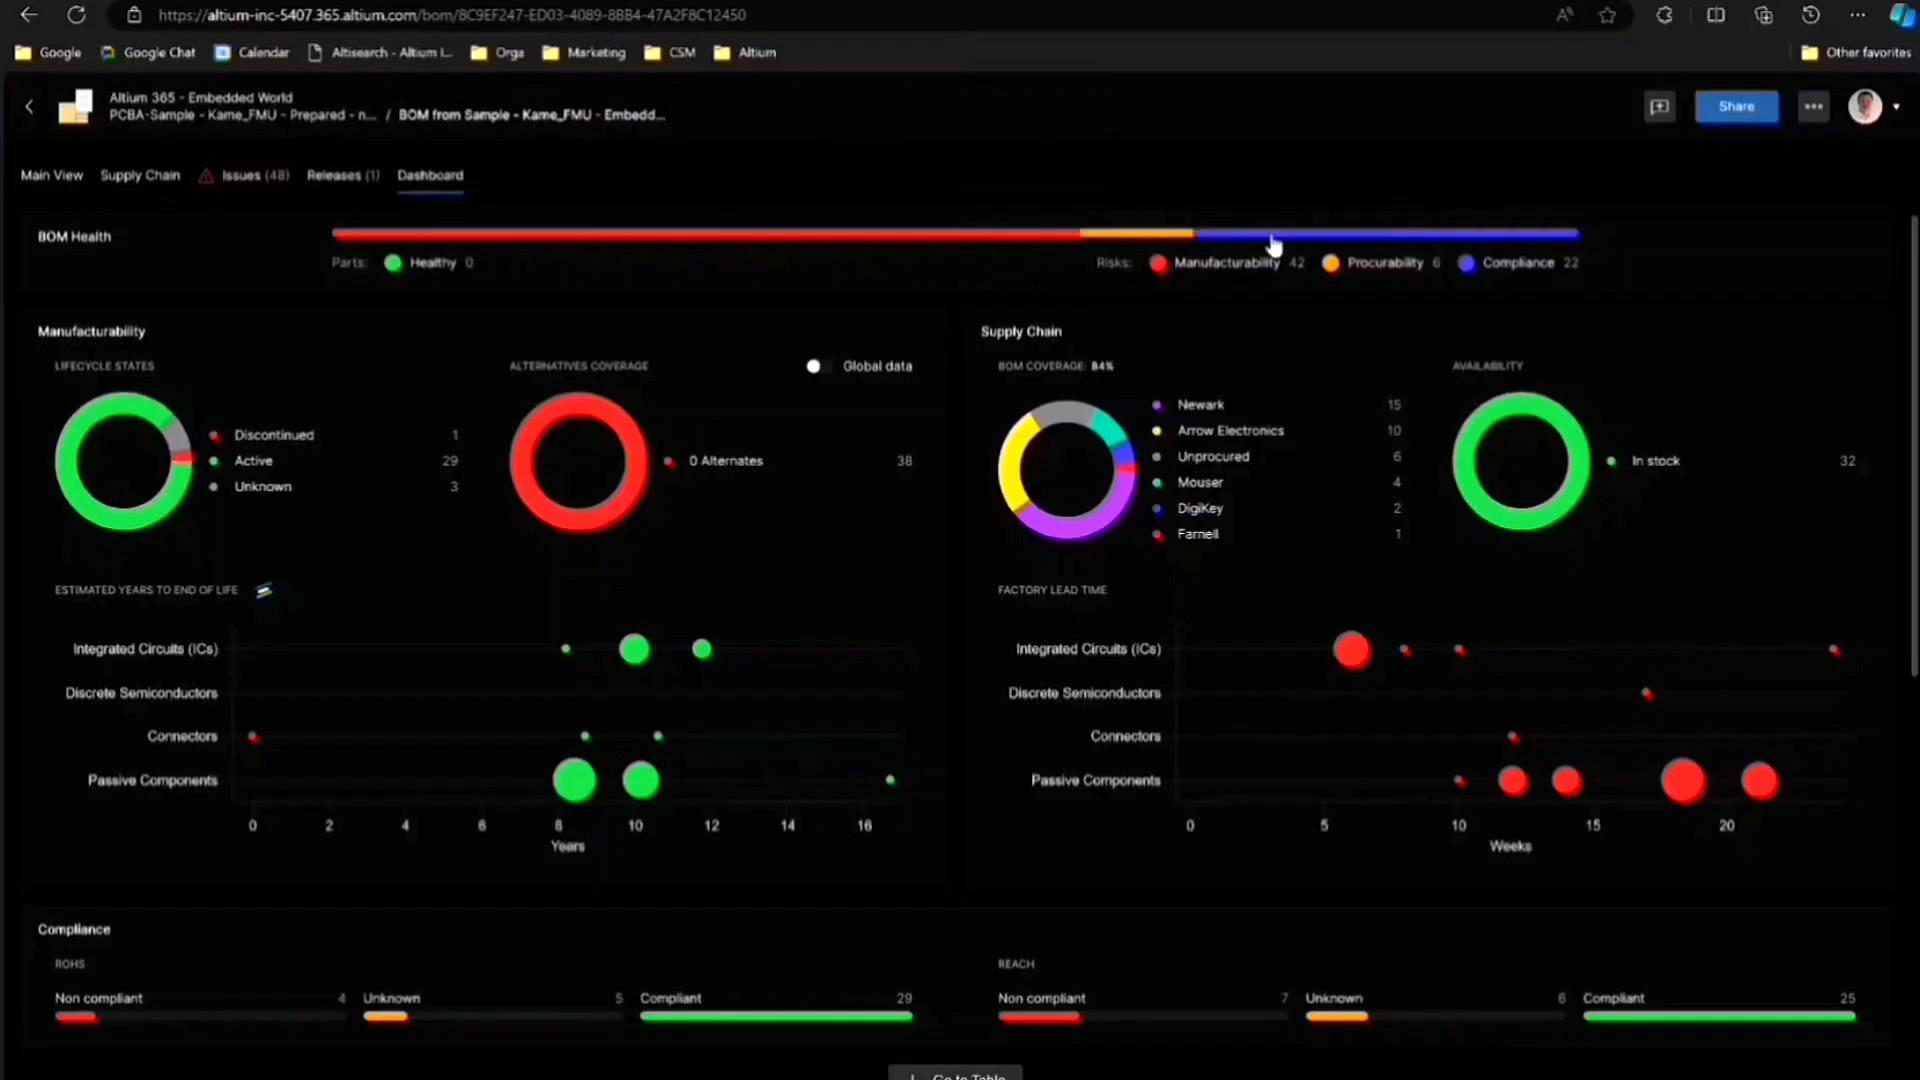 https://altium-inc-5407.365.altium.com/bom/8C9EF247-ED03-4089-8BB4-47A2F8C12450
Google Google Chat Calendar Altisearch - Altium I... Orga Marketing CSM Altium Other favorites
Altium 365 - Embedded World
PCBA-Sample - Kame_FMU - Prepared - n... / BOM from Sample - Kame_FMU - Embedd...
Share
Main View Supply Chain Issues (48) Releases (1) Dashboard
BOM Health
Parts: Healthy 0 Risks: Manufacturability 42 Procurability 6 Compliance 22
Manufacturability
LIFECYCLE STATES
Discontinued 1
Active 29
Unknown 3
ALTERNATIVES COVERAGE
Global data
0 Alternates 38
ESTIMATED YEARS TO END OF LIFE
Integrated Circuits (ICs)
Discrete Semiconductors
Connectors
Passive Components
0 2 4 6 8 10 12 14 16
Years
Supply Chain
BOM COVERAGE: 84%
Newark 15
Arrow Electronics 10
Unprocured 6
Mouser 4
DigiKey 2
Farnell 1
AVAILABILITY
In stock 32
FACTORY LEAD TIME
Integrated Circuits (ICs)
Discrete Semiconductors
Connectors
Passive Components
0 5 10 15 20
Weeks
Compliance
ROHS
Non compliant 4 Unknown 5 Compliant 29
REACH
Non compliant 7 Unknown 6 Compliant 25
Go to Table